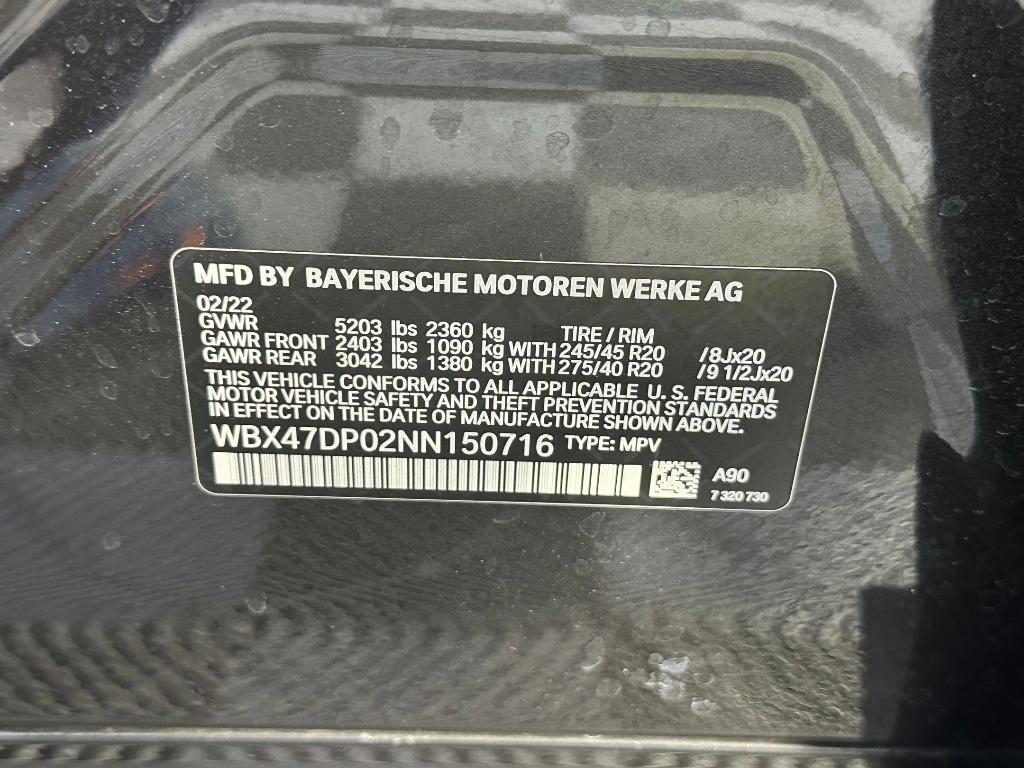 MFD BY BAYERISCHE MOTOREN WERKE AG
02/22
GVWR 5203 lbs 2360 kg TIRE / RIM
GAWR FRONT 2403 lbs 1090 kg WITH 245/45 R20 /8Jx20
GAWR REAR 3042 lbs 1380 kg WITH 275/40 R20 /9 1/2Jx20
THIS VEHICLE CONFORMS TO ALL APPLICABLE U. S. FEDERAL
MOTOR VEHICLE SAFETY AND THEFT PREVENTION STANDARDS
IN EFFECT ON THE DATE OF MANUFACTURE SHOWN ABOVE.
WBX47DP02NN150716 TYPE: MPV
A90
7 320 730